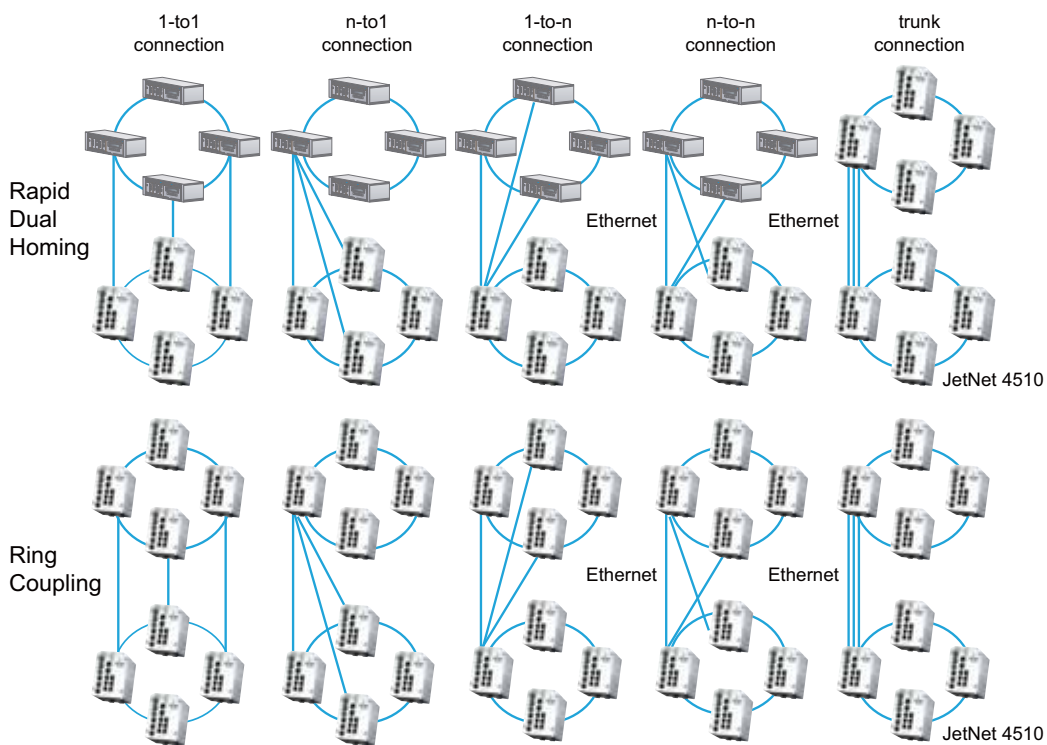 1-to1
connection
n-to1
connection
1-to-n
connection
n-to-n
connection
trunk
connection
Rapid
Dual
Homing
Ethernet
Ethernet
JetNet 4510
Ring
Coupling
Ethernet
Ethernet
JetNet 4510